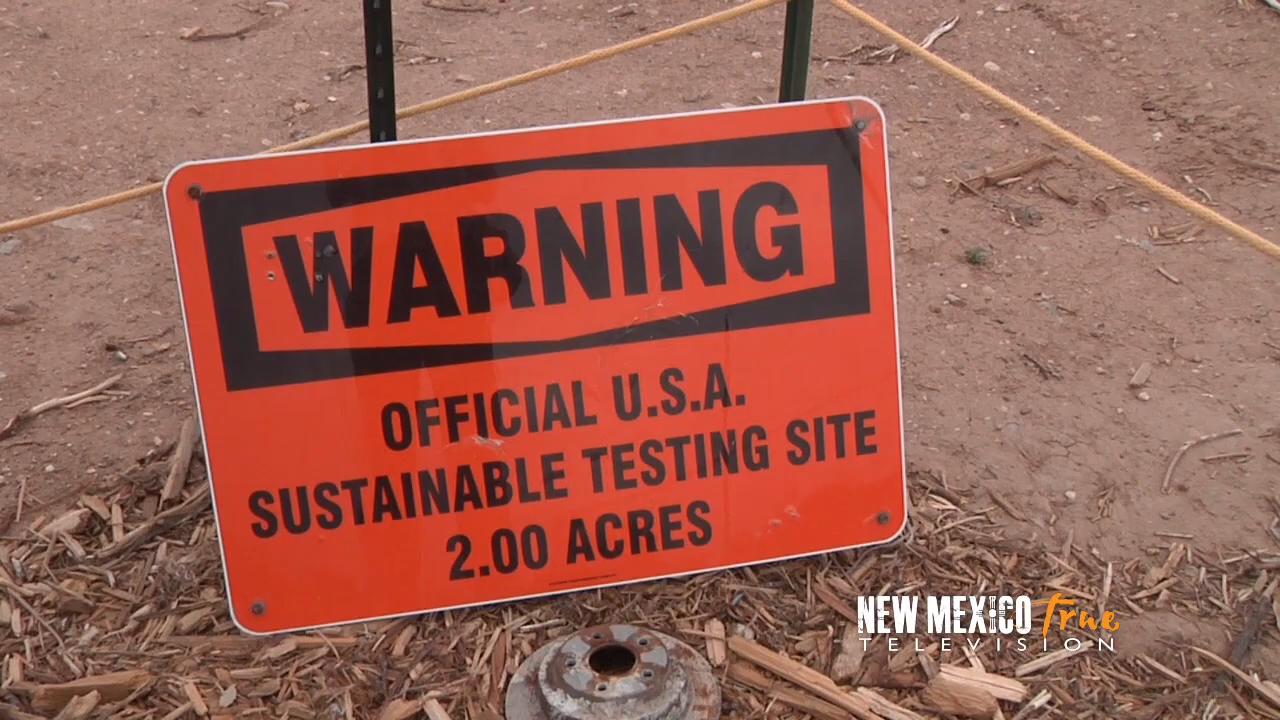 WARNING
OFFICIAL U.S.A.
SUSTAINABLE TESTING SITE
2.00 ACRES
NEW MEXICO True
TELEVISION